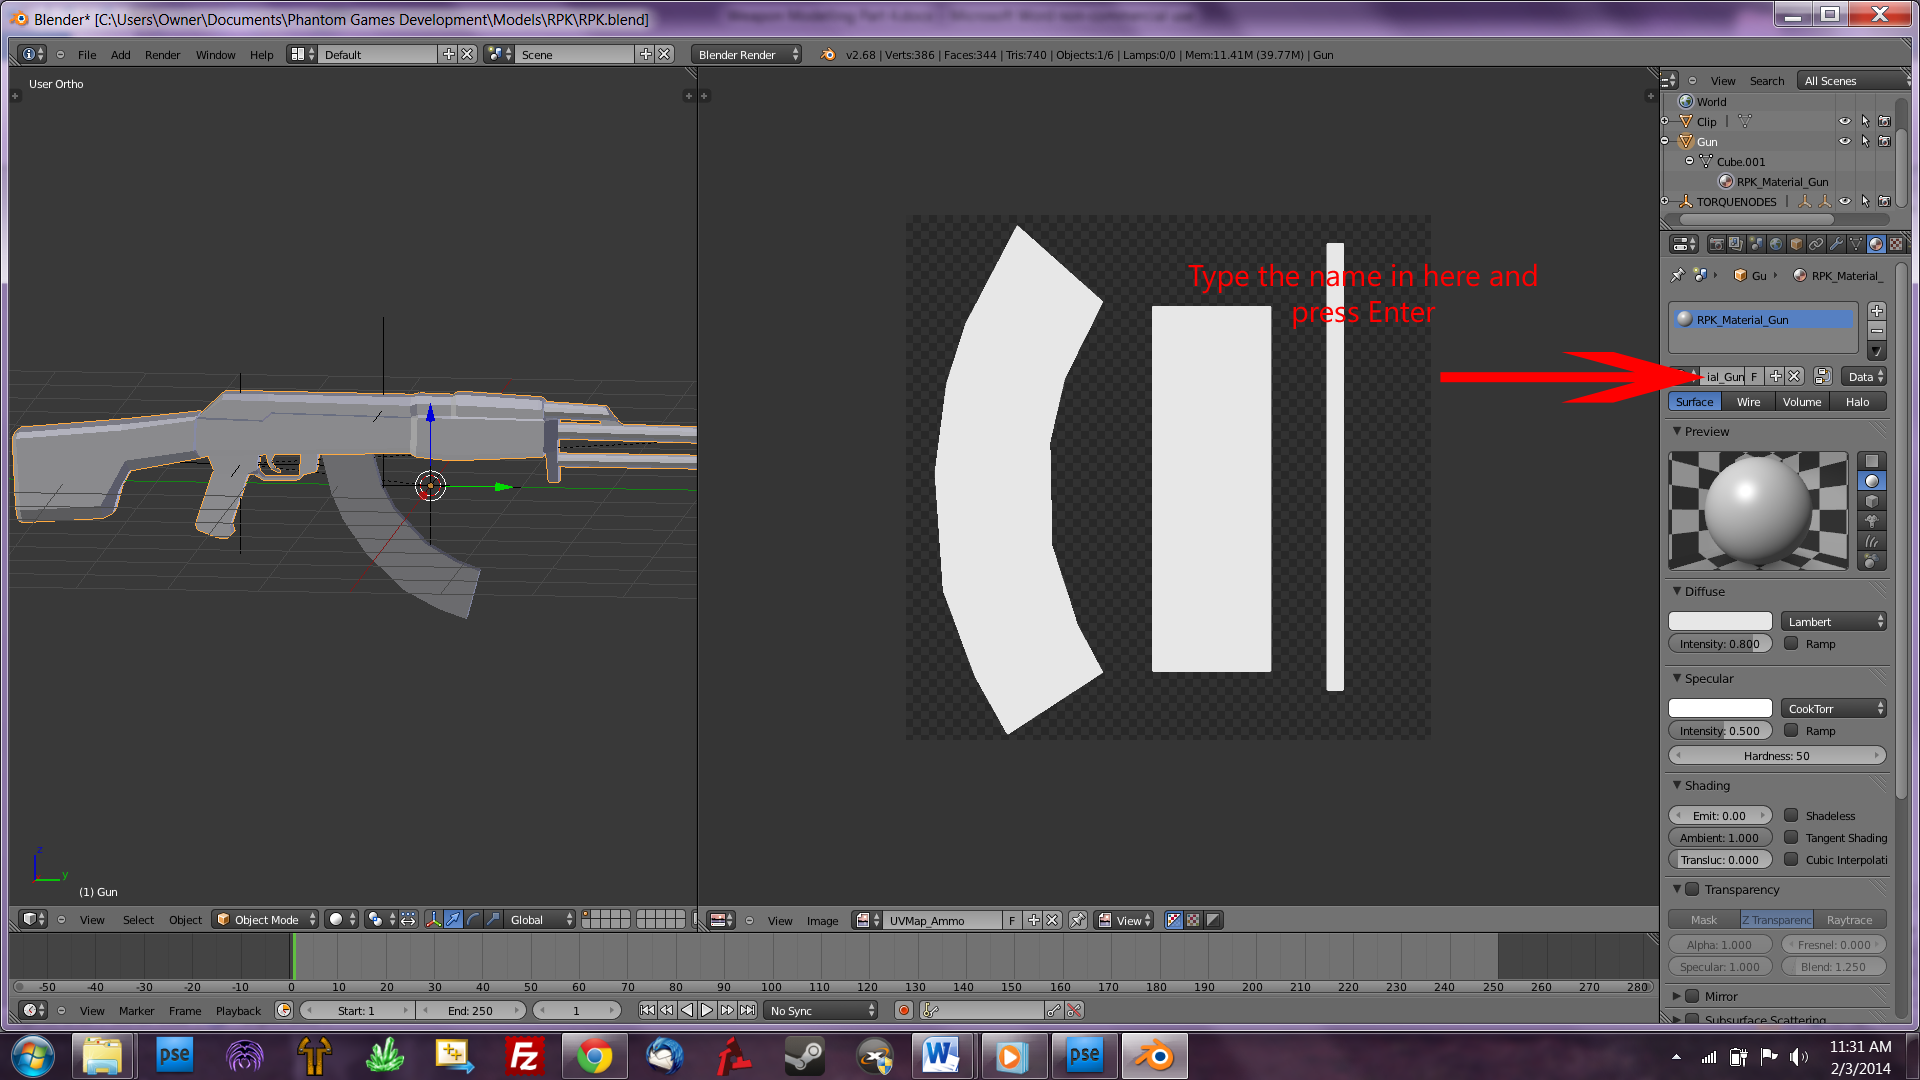 Blender* [C:\Users\Owner\Documents\Phantom Games Development\Models\RPK\RPK.blend]
File Add Render Window Help Default Scene Blender Render v2.68 | Verts:386 | Faces:344 | Tris:740 | Objects:1/6 | Lamps:0/0 | Mem:11.41M (39.77M) | Gun
User Ortho
View Search All Scenes
World
Clip
Gun
Cube.001
RPK_Material_Gun
TORQUENODES
Gu RPK_Material_
Type the name in here and
press Enter
RPK_Material_Gun
ial_Gun F Data
Surface Wire Volume Halo
Preview
Diffuse
Lambert
Intensity: 0.800 Ramp
Specular
CookTorr
Intensity: 0.500 Ramp
Hardness: 50
Shading
Emit: 0.00 Shadeless
Ambient: 1.000 Tangent Shading
Transluc: 0.000 Cubic Interpolati
Transparency
Mask Z Transparenc Raytrace
Alpha: 1.000 Fresnel: 0.000
Specular: 1.000 Blend: 1.250
Mirror
Subsurface Scattering
z
y
(1) Gun
View Select Object Object Mode Global
View Image UVMap_Ammo F View
-50 -40 -30 -20 -10 0 10 20 30 40 50 60 70 80 90 100 110 120 130 140 150 160 170 180 190 200 210 220 230 240 250 260 270 280
View Marker Frame Playback Start: 1 End: 250 1 No Sync
pse Fz W pse
11:31 AM
2/3/2014